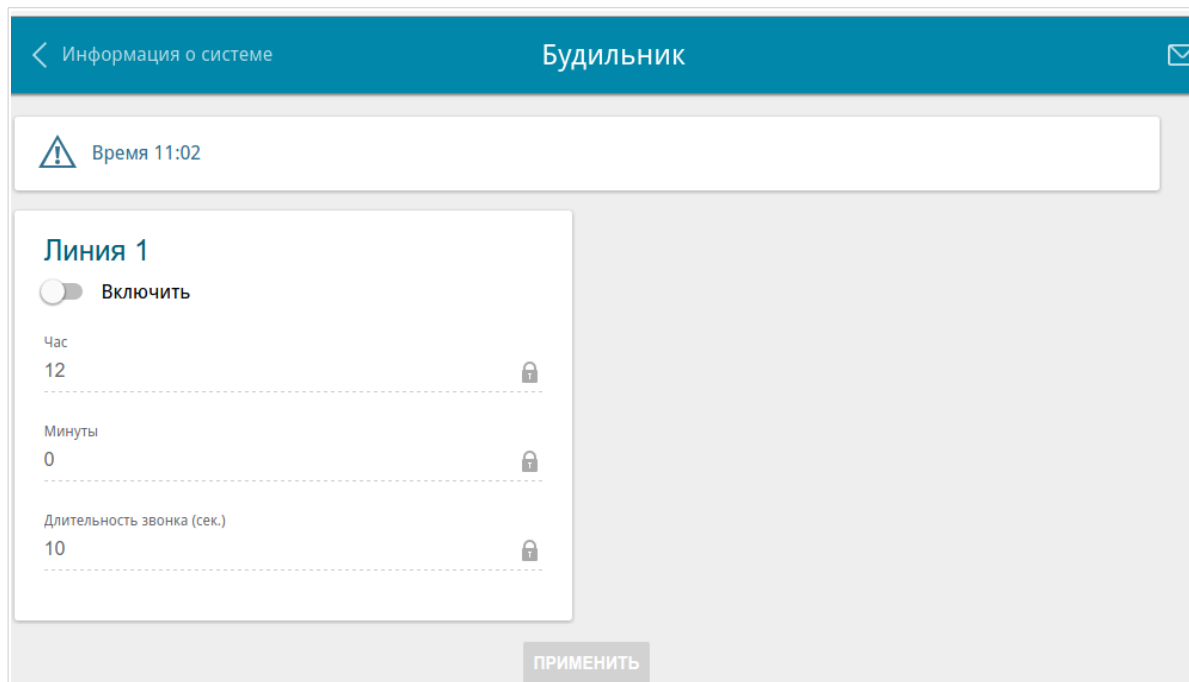 Информация о системе
Будильник
Время 11:02
Линия 1
Включить
Час
12
Минуты
0
Длительность звонка (сек.)
10
ПРИМЕНИТЬ